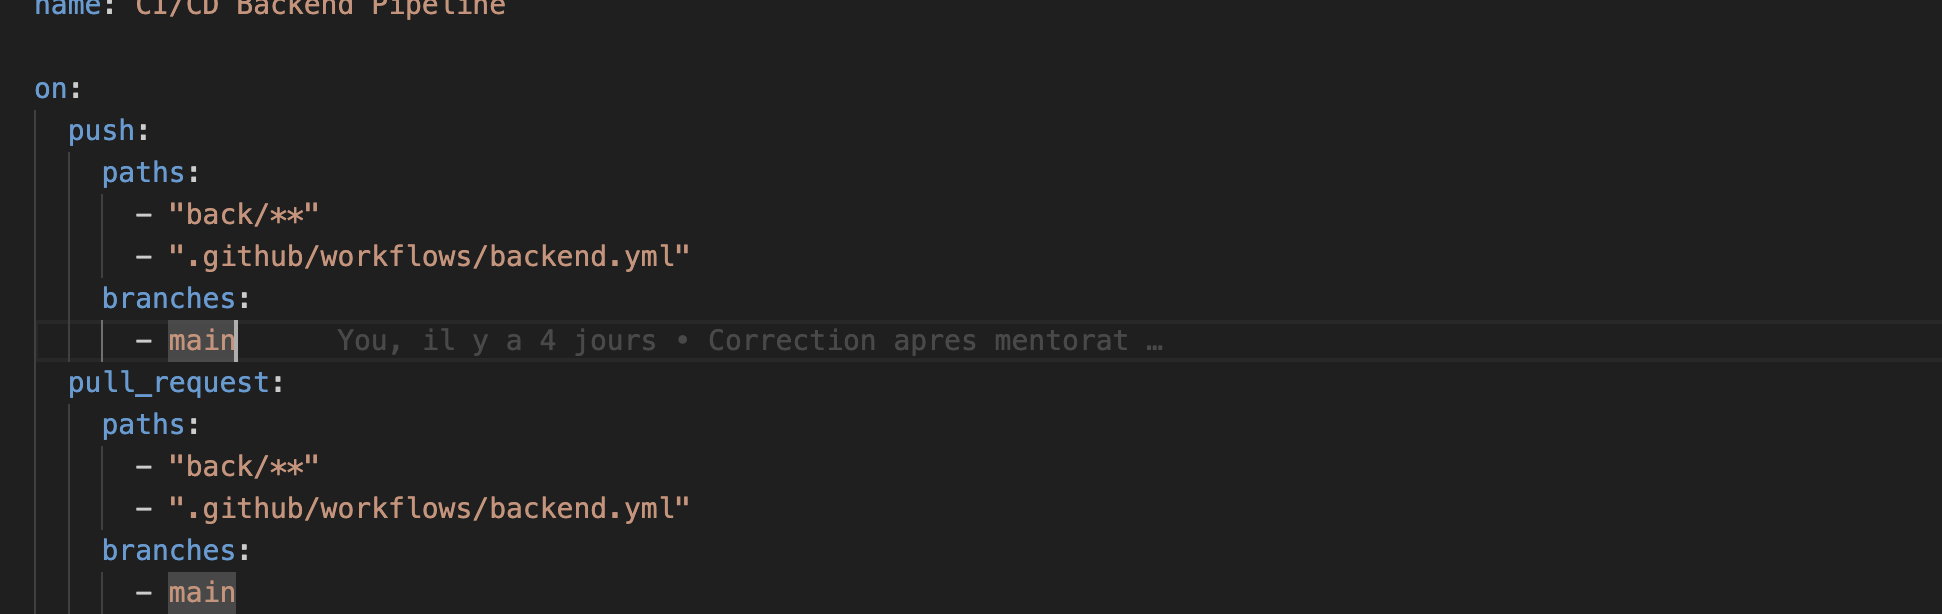 name: CI/CD Backend Pipeline
on:
push:
paths:
- "back/**"
- ".github/workflows/backend.yml"
branches:
- main You, il y a 4 jours • Correction apres mentorat …
pull_request:
paths:
- "back/**"
- ".github/workflows/backend.yml"
branches:
- main